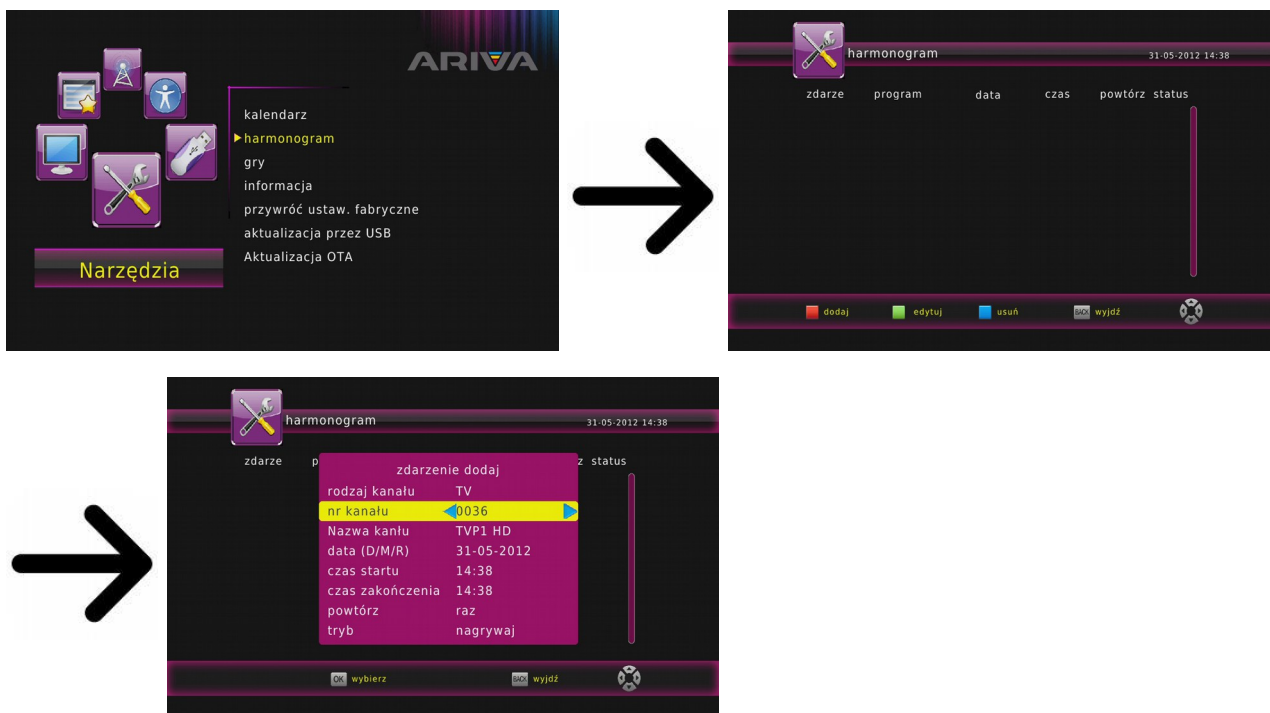 ARIVA
kalendarz
harmonogram
gry
informacja
przywróć ustaw. fabryczne
aktualizacja przez USB
Aktualizacja OTA
Narzędzia
harmonogram 31-05-2012 14:38
zdarze program data czas powtórz status
dodaj edytuj usuń BACK wyjdź
harmonogram 31-05-2012 14:38
zdarze p z status
zdarzenie dodaj
rodzaj kanału TV
nr kanału 0036
Nazwa kanłu TVP1 HD
data (D/M/R) 31-05-2012
czas startu 14:38
czas zakończenia 14:38
powtórz raz
tryb nagrywaj
OK wybierz BACK wyjdź